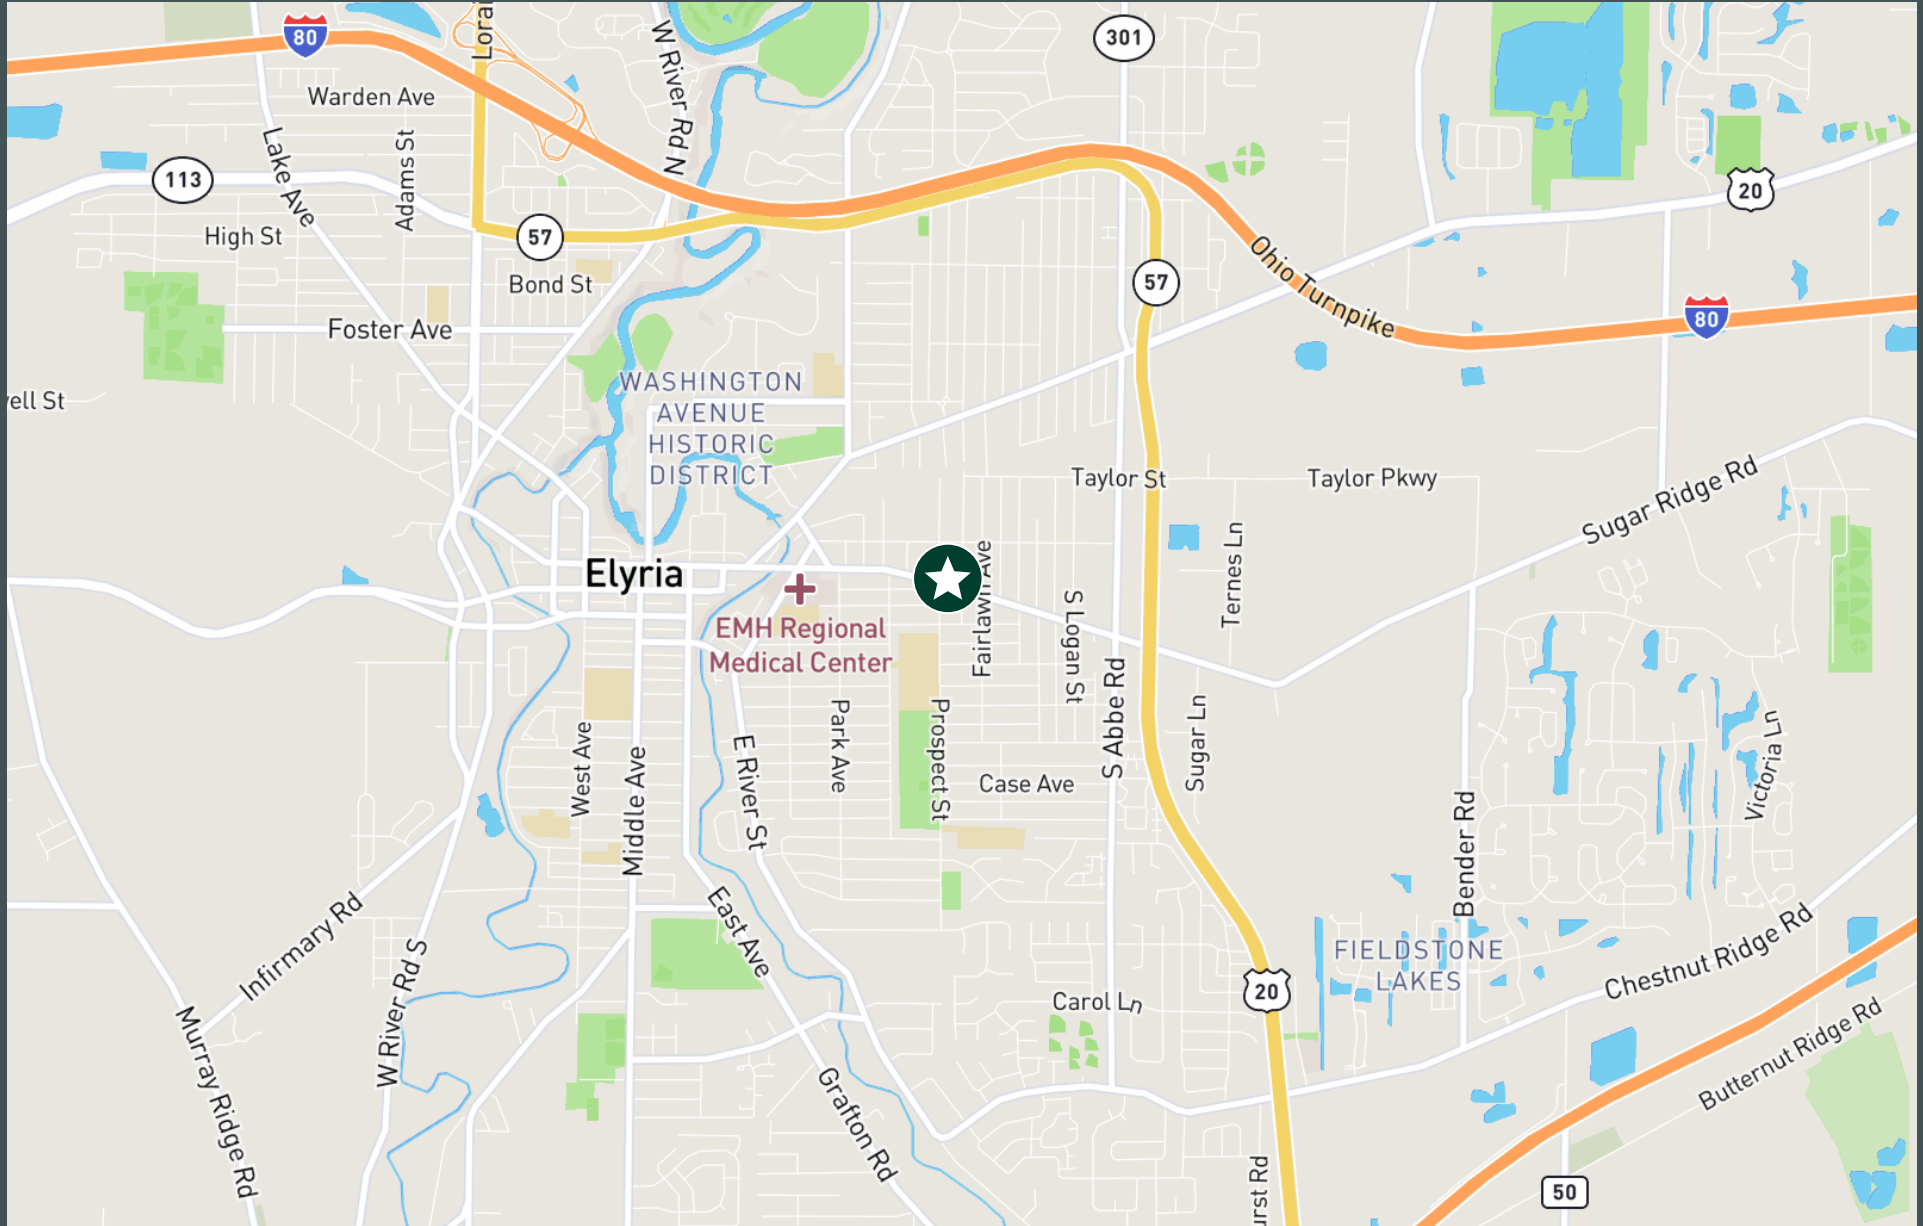 80
Lorai
W River Rd N
301
Warden Ave
Lake Ave
Adams St
113
20
High St
57
Ohio Turnpike
57
Bond St
80
Foster Ave
WASHINGTON
AVENUE
HISTORIC
DISTRICT
ell St
Taylor St
Taylor Pkwy
Sugar Ridge Rd
Elyria
Fairlawn Ave
Ternes Ln
S Logan St
EMH Regional
Medical Center
S Abbe Rd
Sugar Ln
Park Ave
Prospect St
West Ave
Middle Ave
E River St
Case Ave
Victoria Ln
Bender Rd
Infirmary Rd
East Ave
W River Rd S
FIELDSTONE
LAKES
Chestnut Ridge Rd
20
Carol Ln
Murray Ridge Rd
Butternut Ridge Rd
Grafton Rd
urst Rd
50